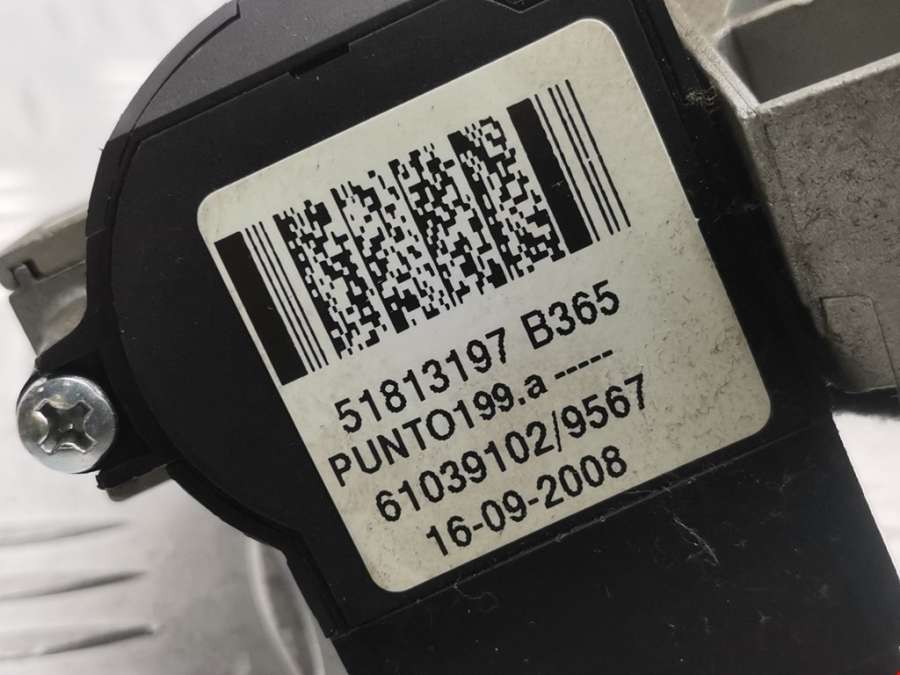 51813197 B365
PUNTO199.a -----
61039102/9567
16-09-2008